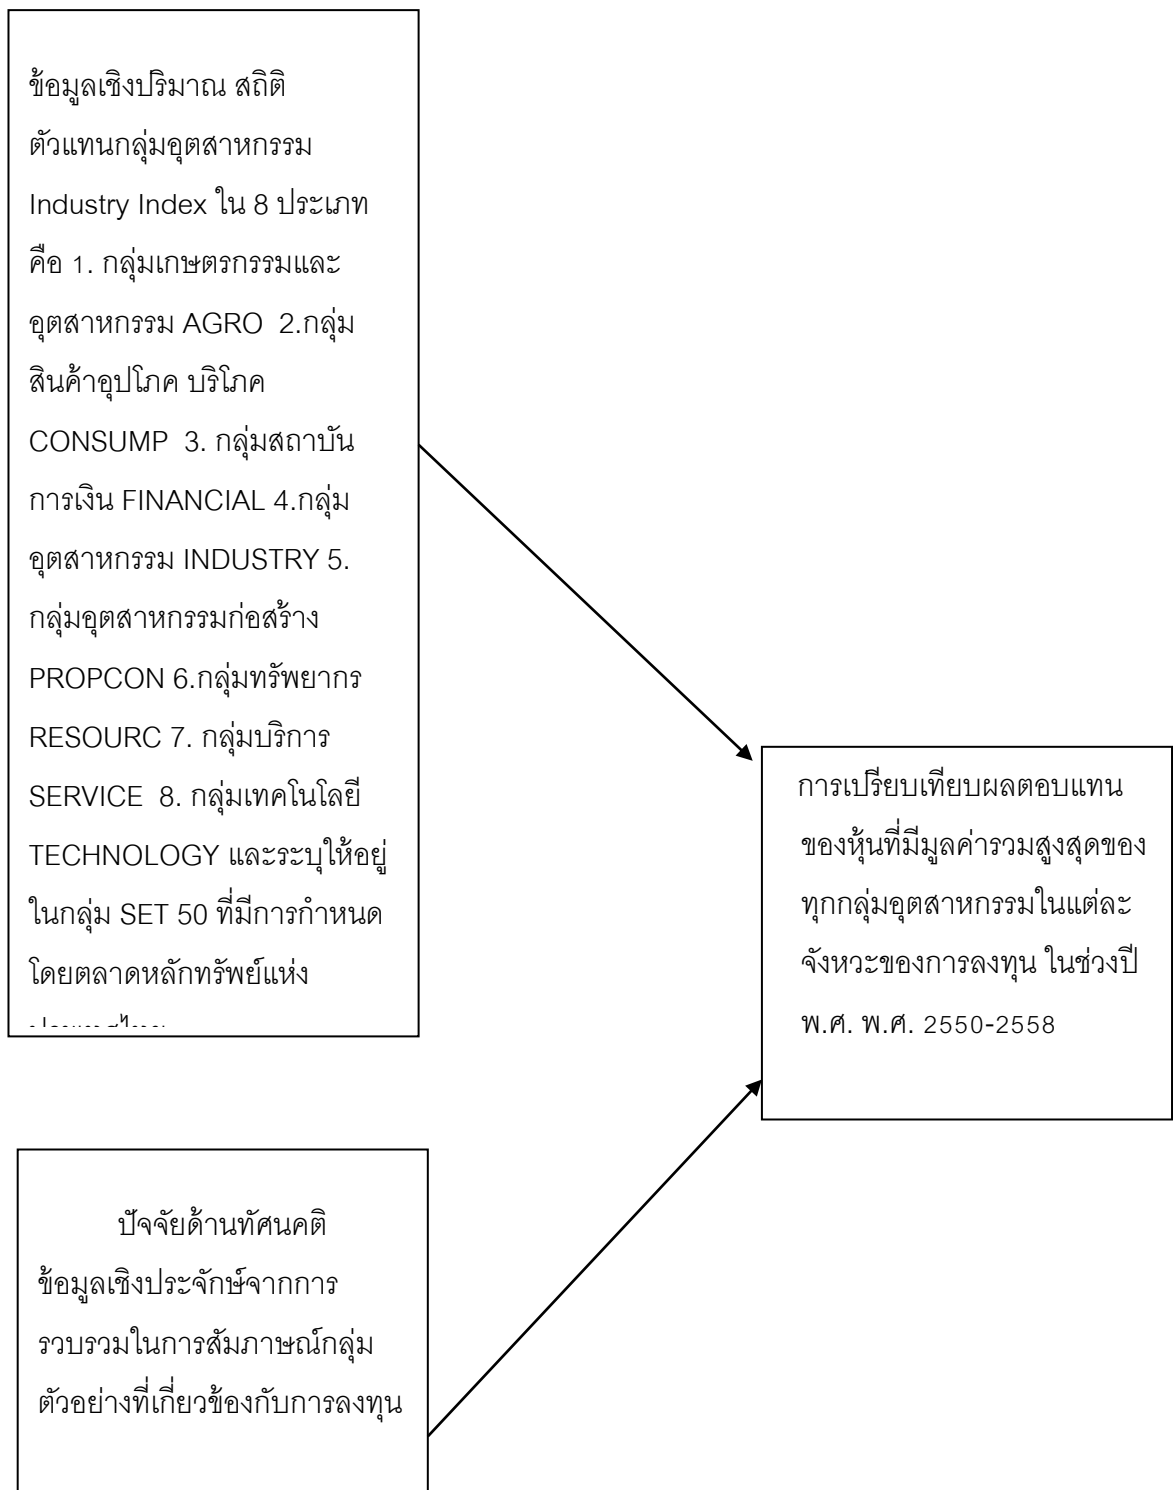 ข้อมูลเชิงปริมาณ สถิติ
ตัวแทนกลุ่มอุตสาหกรรม
Industry Index ใน 8 ประเภท
คือ 1. กลุ่มเกษตรกรรมและ
อุตสาหกรรม AGRO 2.กลุ่ม
สินค้าอุปโภค บริโภค
CONSUMP 3. กลุ่มสถาบัน
การเงิน FINANCIAL 4.กลุ่ม
อุตสาหกรรม INDUSTRY 5.
กลุ่มอุตสาหกรรมก่อสร้าง
PROPCON 6.กลุ่มทรัพยากร
RESOURC 7. กลุ่มบริการ
SERVICE 8. กลุ่มเทคโนโลยี
TECHNOLOGY และระบุให้อยู่
ในกลุ่ม SET 50 ที่มีการกำหนด
โดยตลาดหลักทรัพย์แห่ง
การเปรียบเทียบผลตอบแทน
ของหุ้นที่มีมูลค่ารวมสูงสุดของ
ทุกกลุ่มอุตสาหกรรมในแต่ละ
จังหวะของการลงทุน ในช่วงปี
พ.ศ. พ.ศ. 2550-2558
ปัจจัยด้านทัศนคติ
ข้อมูลเชิงประจักษ์จากการ
รวบรวมในการสัมภาษณ์กลุ่ม
ตัวอย่างที่เกี่ยวข้องกับการลงทุน